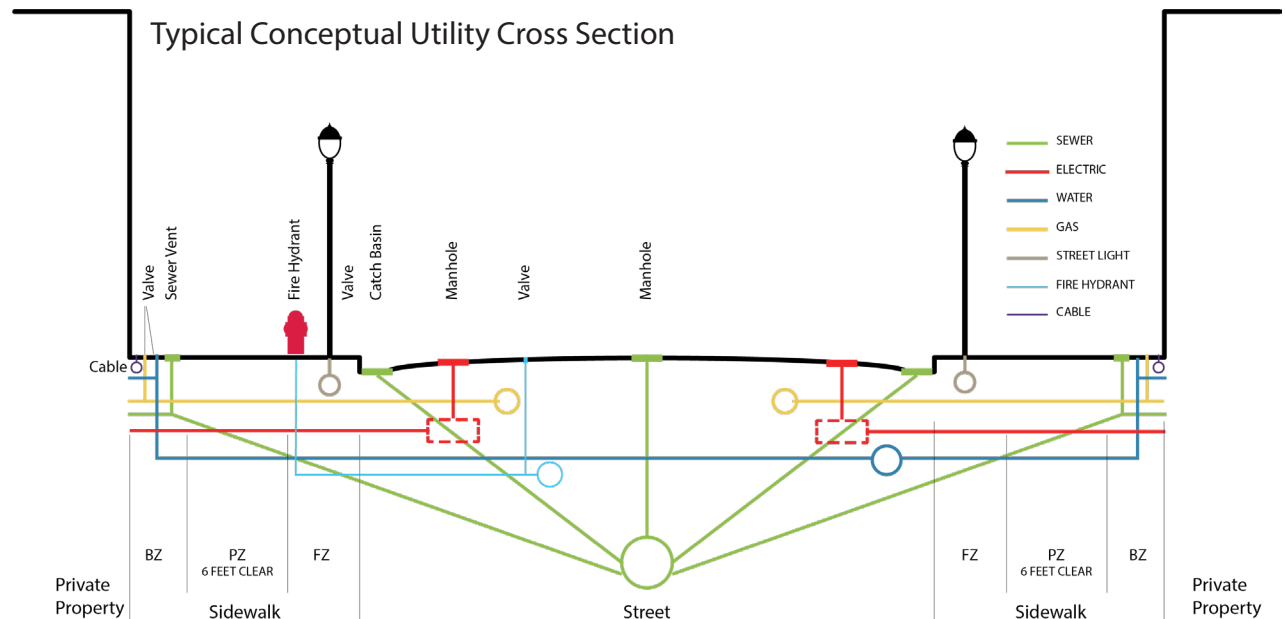 Typical Conceptual Utility Cross Section
SEWER
ELECTRIC
WATER
GAS
STREET LIGHT
FIRE HYDRANT
CABLE
Valve
Sewer Vent
Fire Hydrant
Valve
Catch Basin
Manhole
Valve
Manhole
Cable
BZ
PZ
6 FEET CLEAR
FZ
FZ
PZ
6 FEET CLEAR
BZ
Private
Property
Sidewalk
Street
Sidewalk
Private
Property